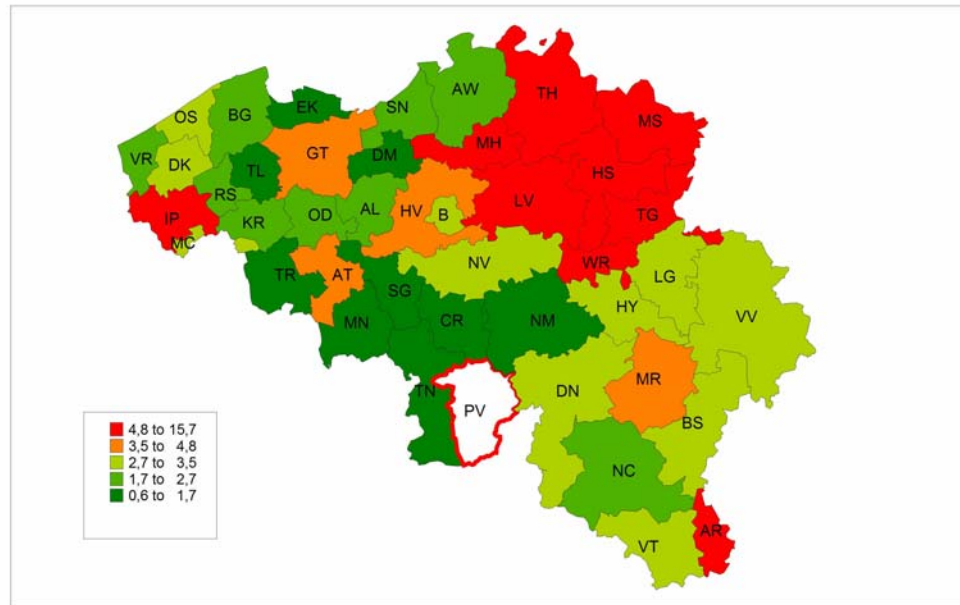 TH
AW
MS
EK
SN
OS
BG
MH
GT
DM
VR
DK
TL
HS
RS
LV
TG
IP
KR
OD
AL
HV
B
MC
WR
NV
LG
TR
AT
SG
HY
VV
MN
CR
NM
MR
DN
TN
PV
BS
NC
AR
VT
4,8 to 15,7
3,5 to 4,8
2,7 to 3,5
1,7 to 2,7
0,6 to 1,7